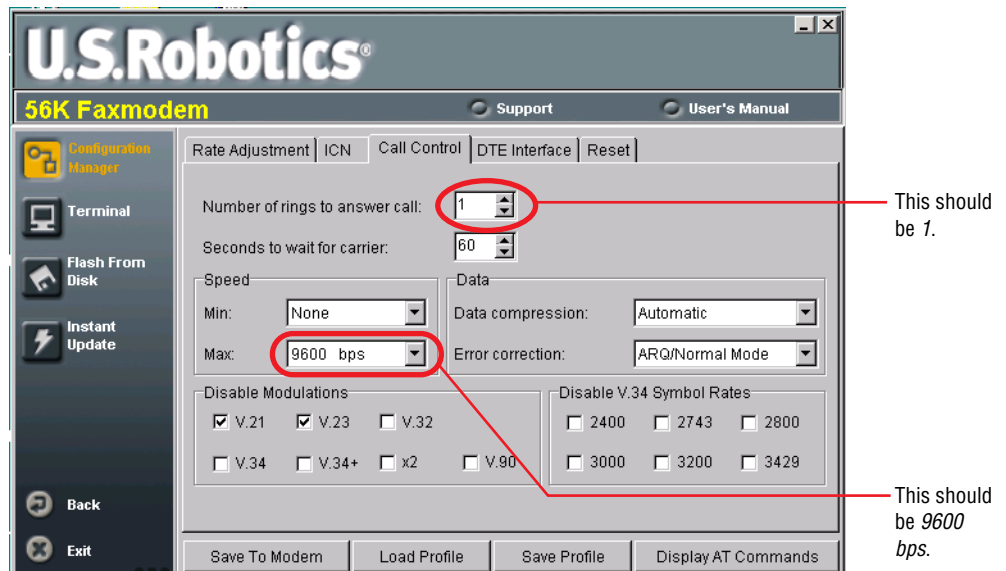 U.S.Robotics®
56K Faxmodem
Support
User's Manual
Configuration
Manager
Terminal
Flash From
Disk
Instant
Update
Back
Exit
Rate Adjustment
ICN
Call Control
DTE Interface
Reset
Number of rings to answer call:
1
Seconds to wait for carrier:
60
Speed
Min:
None
Max:
9600 bps
Data
Data compression:
Automatic
Error correction:
ARQ/Normal Mode
Disable Modulations
V.21
V.23
V.32
V.34
V.34+
x2
V.90
Disable V.34 Symbol Rates
2400
2743
2800
3000
3200
3429
Save To Modem
Load Profile
Save Profile
Display AT Commands
This should
be 1.
This should
be 9600
bps.